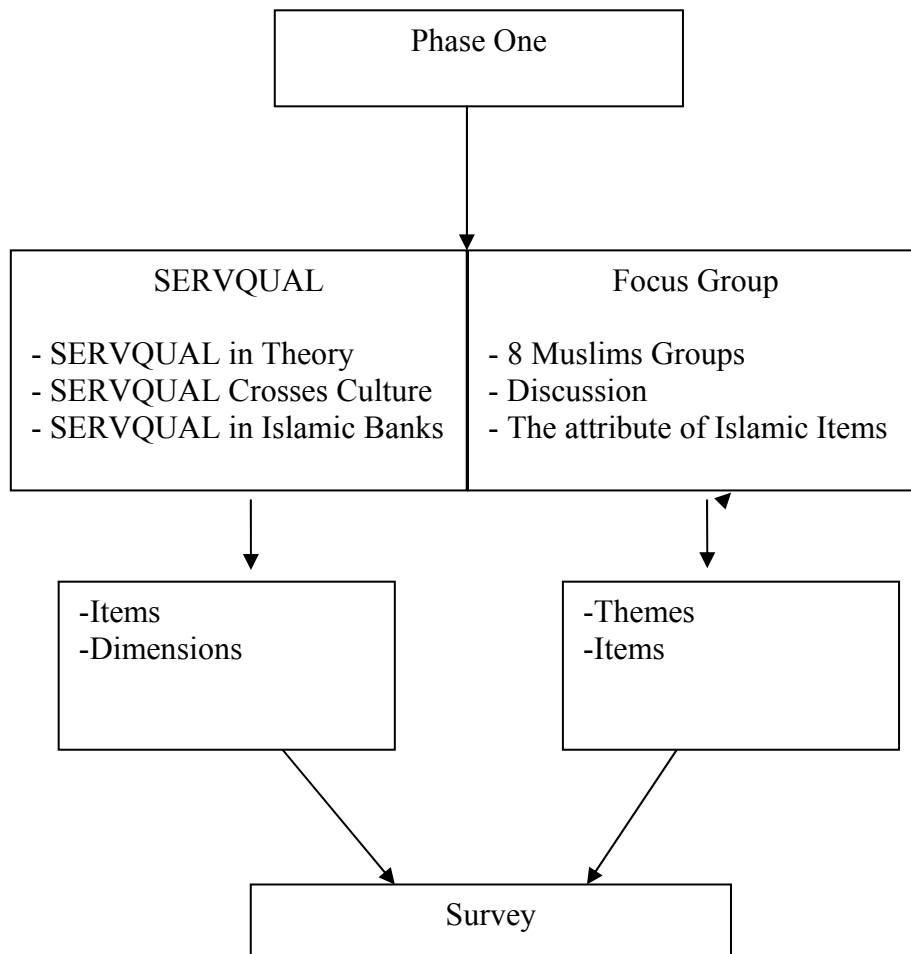 Phase One
SERVQUAL
- SERVQUAL in Theory
- SERVQUAL Crosses Culture
- SERVQUAL in Islamic Banks
Focus Group
- 8 Muslims Groups
- Discussion
- The attribute of Islamic Items
-Items
-Dimensions
-Themes
-Items
Survey